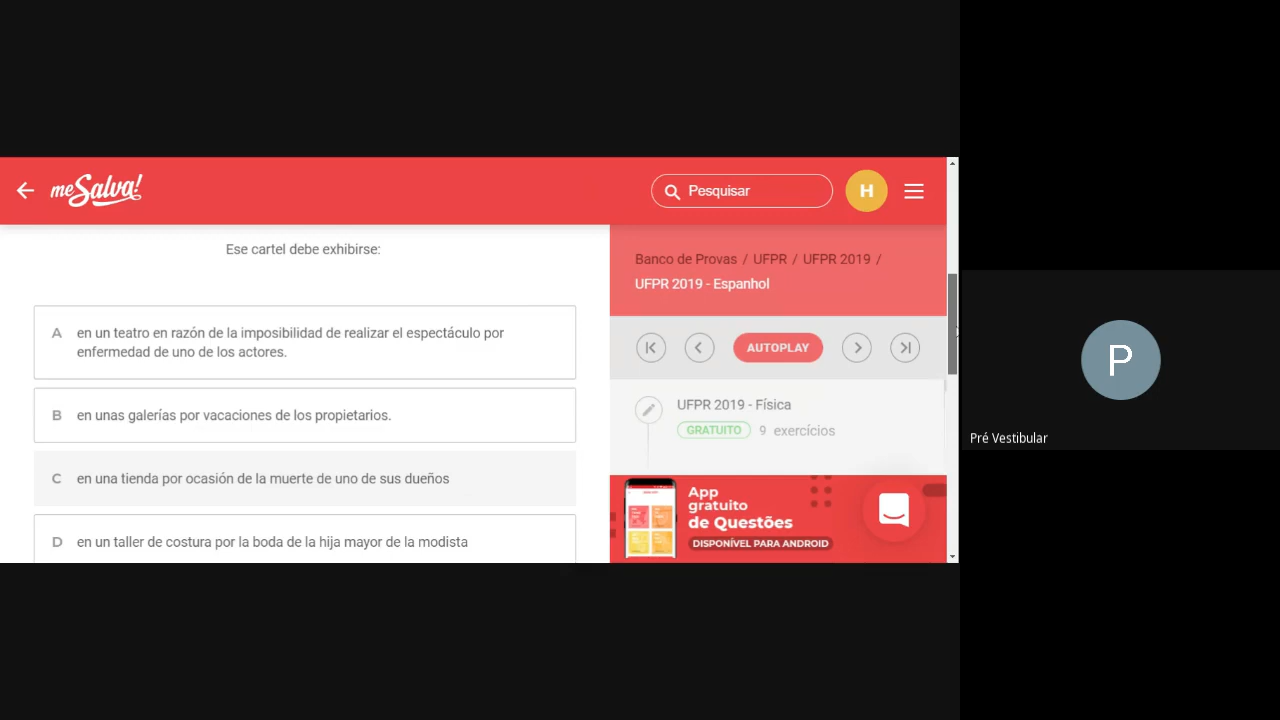 meSalva!
Pesquisar
H
Ese cartel debe exhibirse:
A en un teatro en razón de la imposibilidad de realizar el espectáculo por
enfermedad de uno de los actores.
B en unas galerías por vacaciones de los propietarios.
C en una tienda por ocasión de la muerte de uno de sus dueños
D en un taller de costura por la boda de la hija mayor de la modista
Banco de Provas / UFPR / UFPR 2019 /
UFPR 2019 - Espanhol
AUTOPLAY
UFPR 2019 - Física
GRATUITO 9 exercícios
App
gratuito
de Questões
DISPONÍVEL PARA ANDROID
P
Pré Vestibular